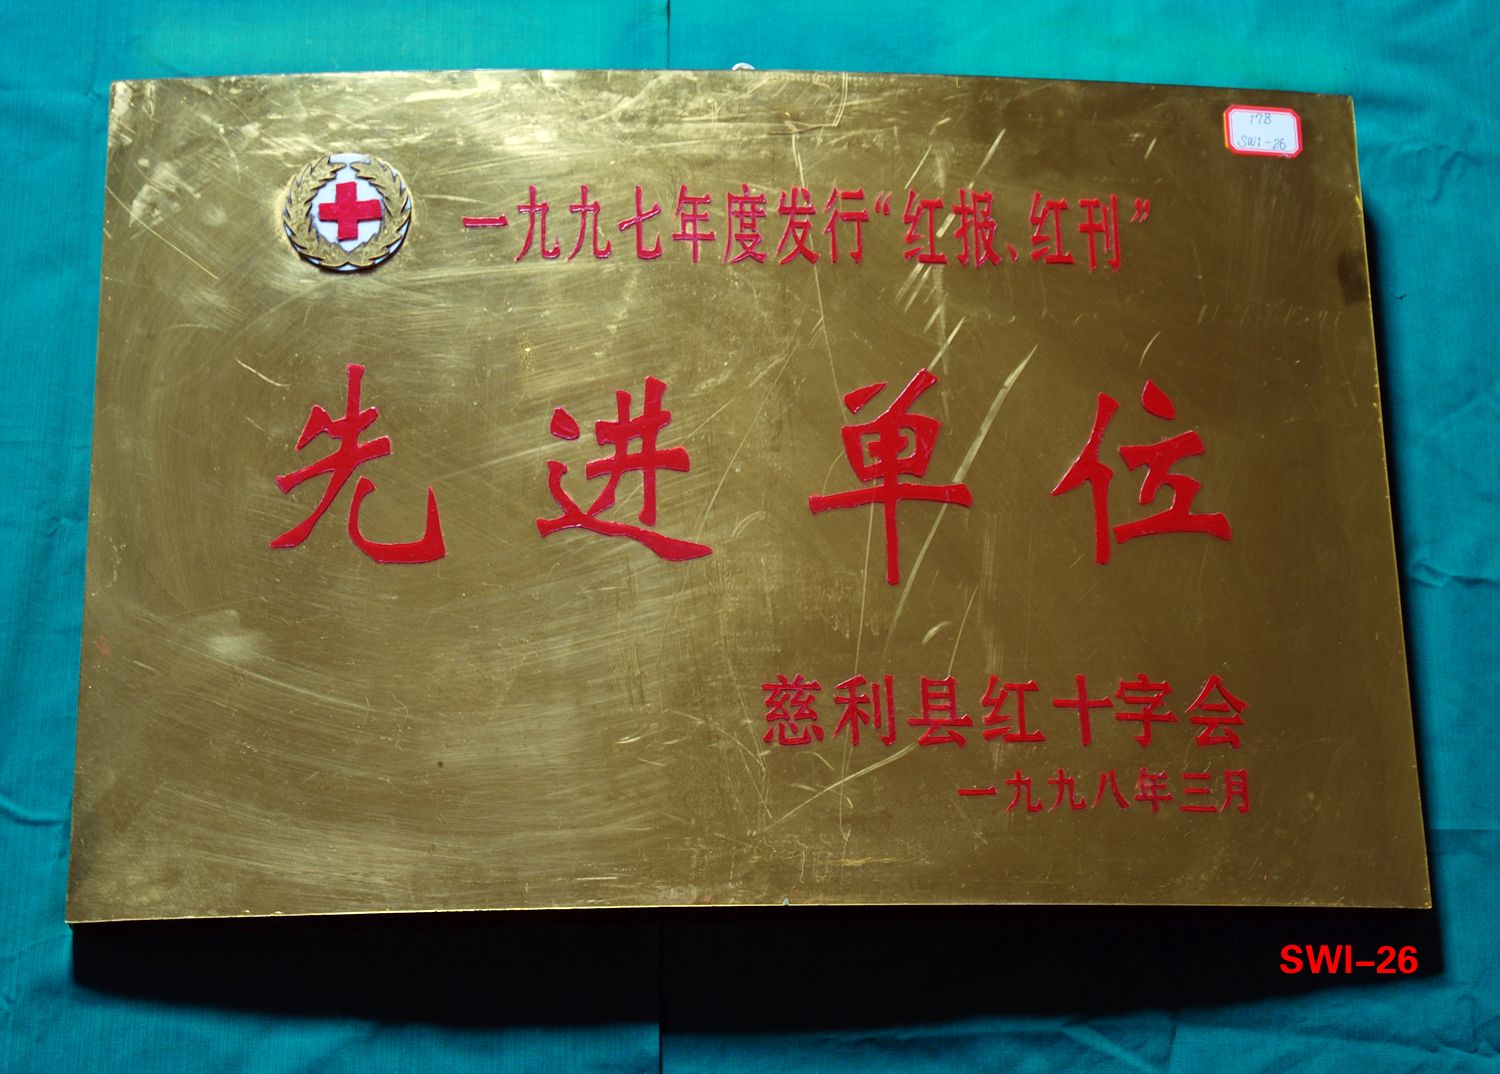 178
SWI-26
一九九七年度发行“红报、红刊”
先进单位
慈利县红十字会
一九九八年三月
SWI-26